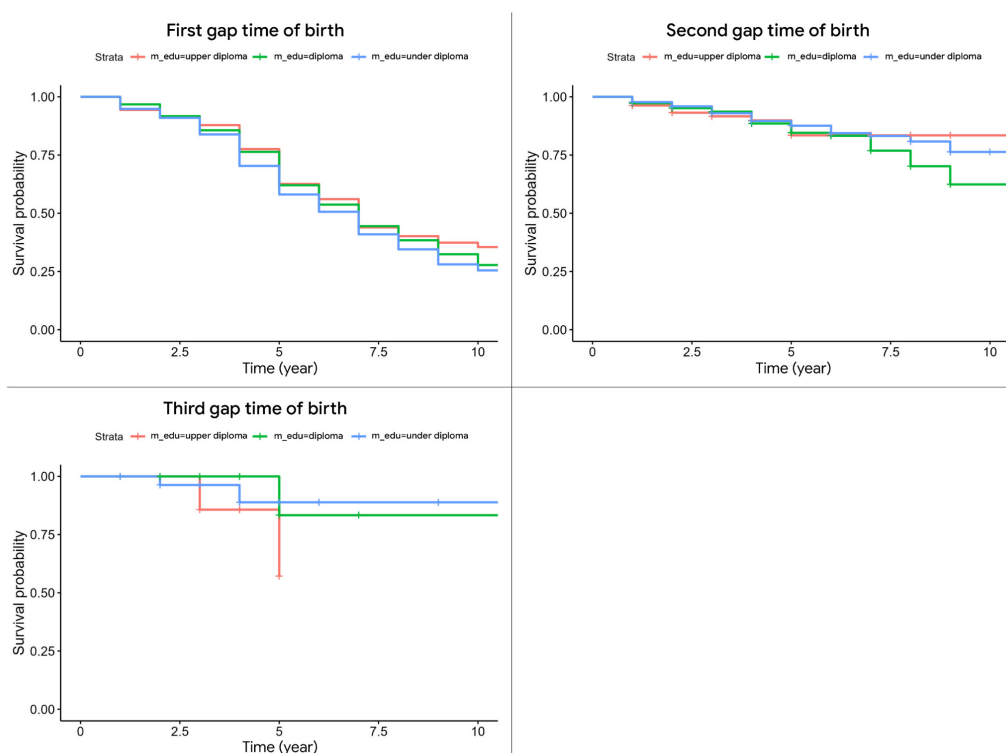 First gap time of birth
Strata m_edu=upper diploma m_edu=diploma m_edu=under diploma
1.00
0.75
0.50
0.25
0.00
Survival probability
0 2.5 5 7.5 10
Time (year)
Second gap time of birth
Strata m_edu=upper diploma m_edu=diploma m_edu=under diploma
1.00
0.75
0.50
0.25
0.00
Survival probability
0 2.5 5 7.5 10
Time (year)
Third gap time of birth
Strata m_edu=upper diploma m_edu=diploma m_edu=under diploma
1.00
0.75
0.50
0.25
0.00
Survival probability
0 2.5 5 7.5 10
Time (year)